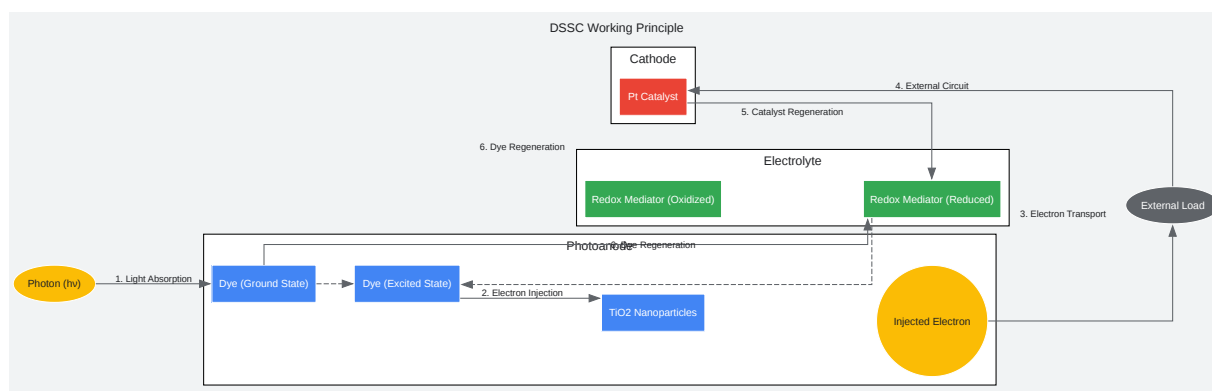 DSSC Working Principle
Cathode
Pt Catalyst
4. External Circuit
5. Catalyst Regeneration
6. Dye Regeneration
Electrolyte
Redox Mediator (Oxidized)
Redox Mediator (Reduced)
External Load
3. Electron Transport
Photoanode
Dye Regeneration
Photon (hv)
1. Light Absorption
Dye (Ground State)
Dye (Excited State)
2. Electron Injection
TiO2 Nanoparticles
Injected Electron